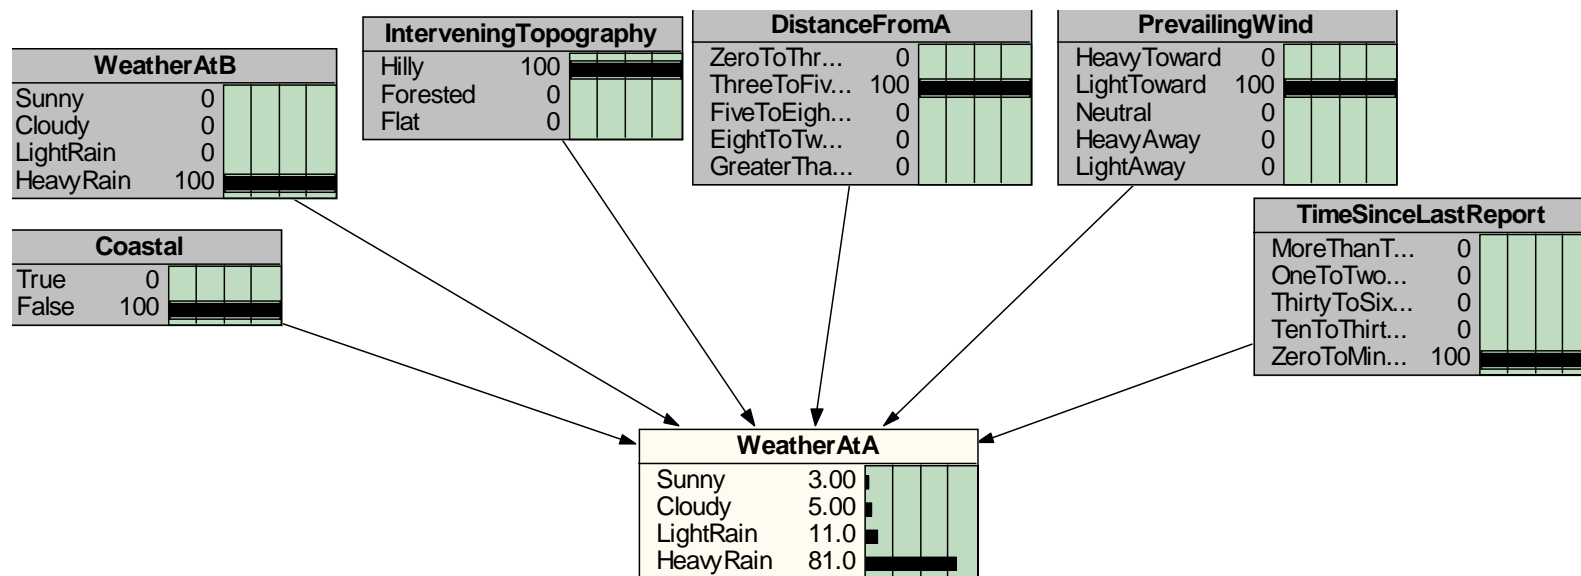 WeatherAtB
Sunny 0
Cloudy 0
LightRain 0
HeavyRain 100
InterveningTopography
Hilly 100
Forested 0
Flat 0
DistanceFromA
ZeroToThr... 0
ThreeToFiv... 100
FiveToEigh... 0
EightToTw... 0
GreaterTha... 0
PrevailingWind
HeavyToward 0
LightToward 100
Neutral 0
HeavyAway 0
LightAway 0
Coastal
True 0
False 100
TimeSinceLastReport
MoreThanT... 0
OneToTwo... 0
ThirtyToSix... 0
TenToThirt... 0
ZeroToMin... 100
WeatherAtA
Sunny 3.00
Cloudy 5.00
LightRain 11.0
HeavyRain 81.0